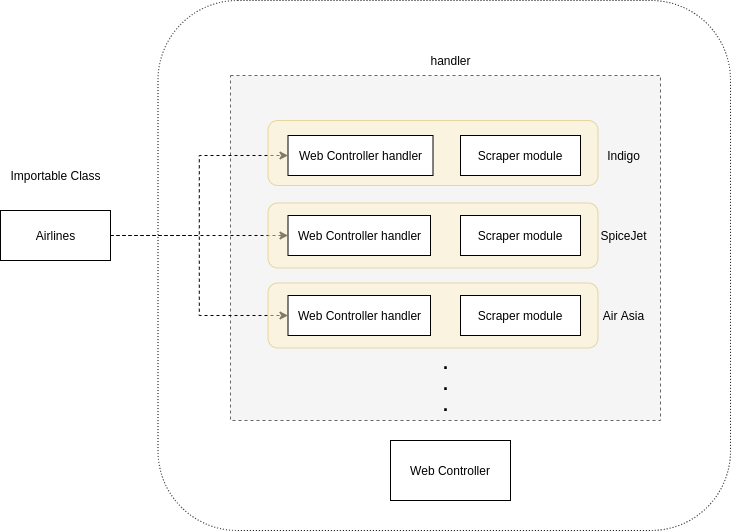 handler
Web Controller handler
Scraper module
Indigo
Importable Class
Airlines
Web Controller handler
Scraper module
SpiceJet
Web Controller handler
Scraper module
Air Asia
.
.
.
Web Controller